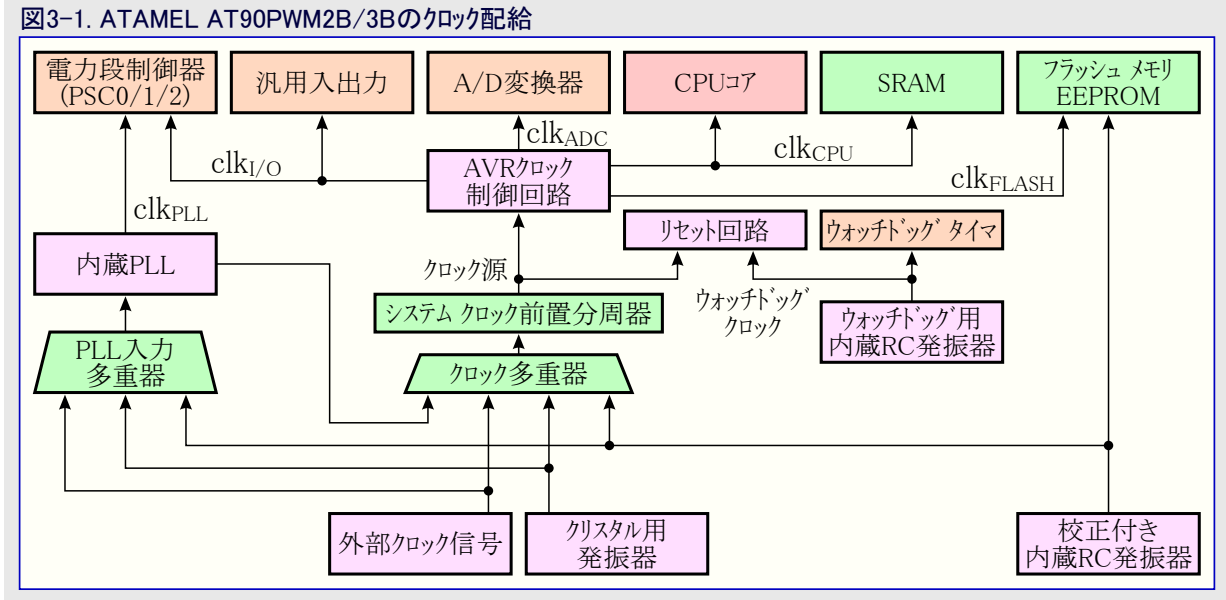 図3-1. ATAMEL AT90PWM2B/3Bのクロック配給
電力段制御器
(PSC0/1/2)
汎用入出力
A/D変換器
CPUコア
SRAM
フラッシュ メモリ
EEPROM
clkADC
clkI/O
clkCPU
AVRクロック
制御回路
clkFLASH
clkPLL
リセット回路
ウォッチドッグ タイマ
内蔵PLL
クロック源
ウォッチドッグ
クロック
システム クロック前置分周器
ウォッチドッグ用
内蔵RC発振器
PLL入力
多重器
クロック多重器
外部クロック信号
クリスタル用
発振器
校正付き
内蔵RC発振器